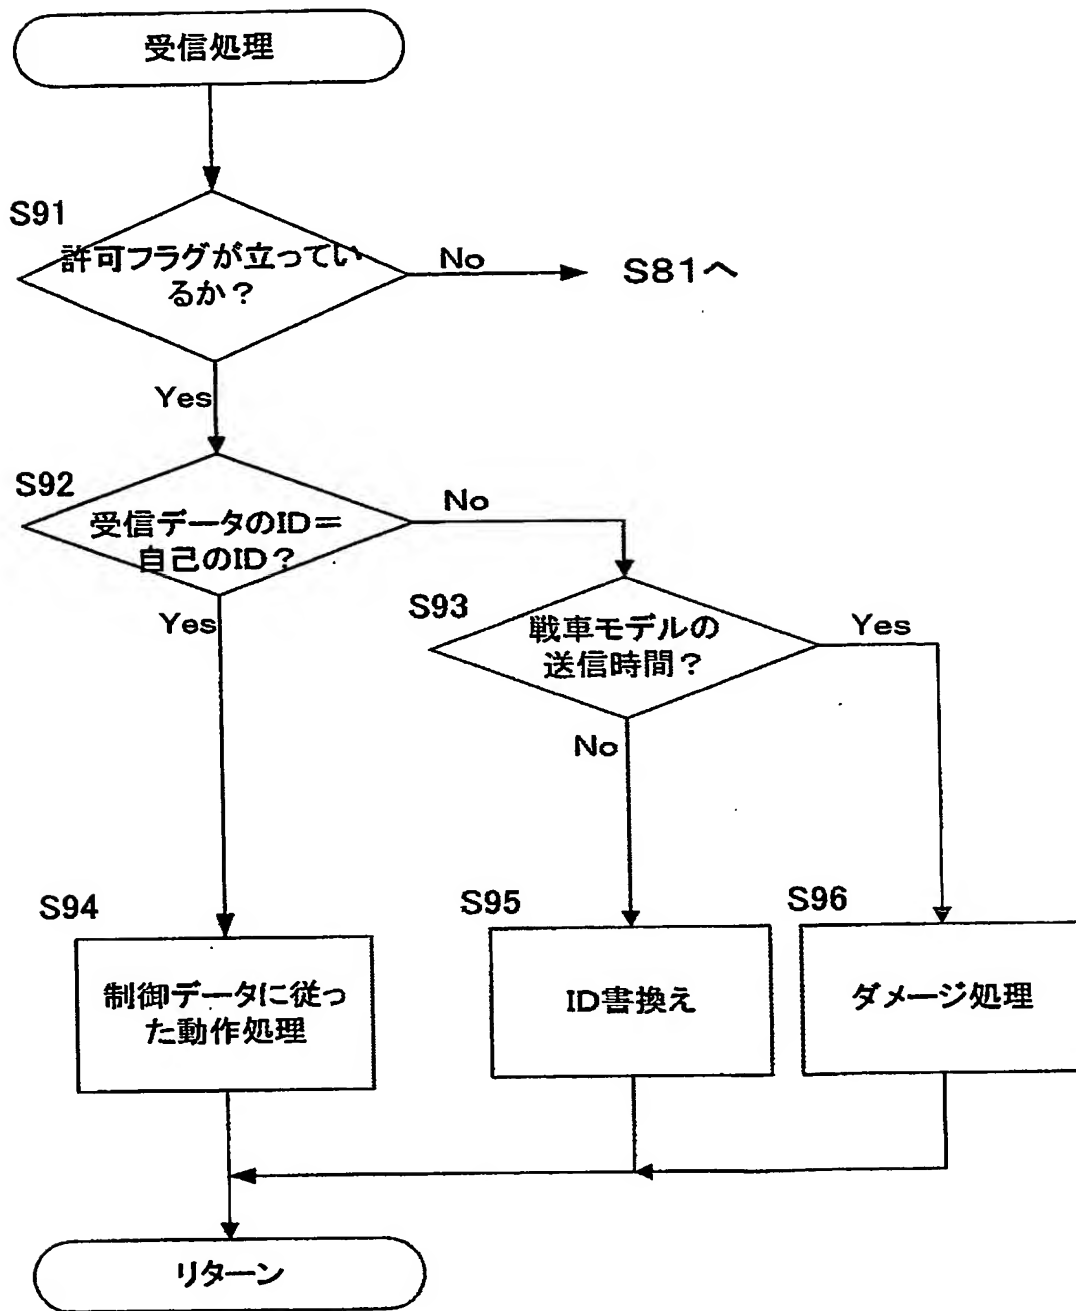 受信処理
S91
許可フラグが立ってい
るか？
No
S81へ
Yes
S92
受信データのID＝
自己のID？
No
Yes
S93
戦車モデルの
送信時間？
Yes
No
S94
制御データに従っ
た動作処理
S95
ID書換え
S96
ダメージ処理
リターン